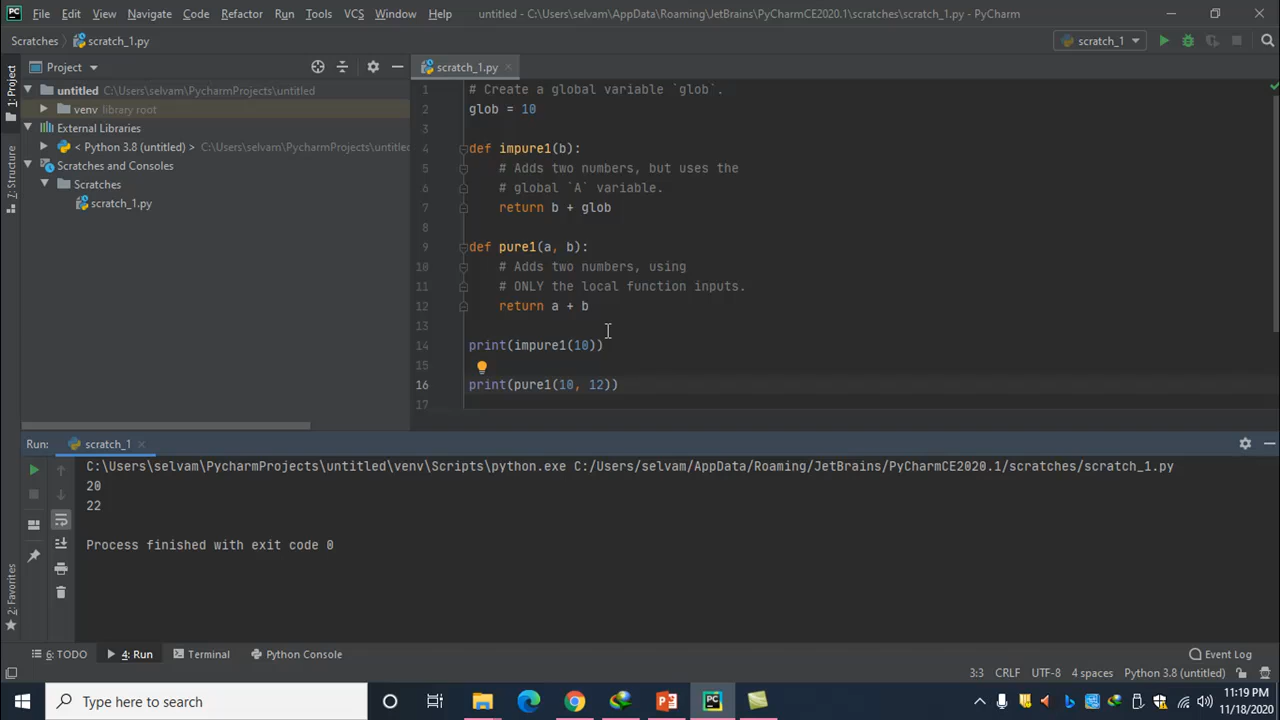 File Edit View Navigate Code Refactor Run Tools VCS Window Help untitled - C:\Users\selvam\AppData\Roaming\JetBrains\PyCharmCE2020.1\scratches\scratch_1.py - PyCharm
Scratches scratch_1.py scratch_1
1: Project
Project
scratch_1.py
untitled C:\Users\selvam\PycharmProjects\untitled
venv library root
External Libraries
< Python 3.8 (untitled) > C:\Users\selvam\PycharmProjects\untitled
Scratches and Consoles
Scratches
scratch_1.py
7: Structure
1 # Create a global variable `glob`.
2 glob = 10
3
4 def impure1(b):
5 # Adds two numbers, but uses the
6 # global `A` variable.
7 return b + glob
8
9 def pure1(a, b):
10 # Adds two numbers, using
11 # ONLY the local function inputs.
12 return a + b
13
14 print(impure1(10))
15
16 print(pure1(10, 12))
17
Run: scratch_1
C:\Users\selvam\PycharmProjects\untitled\venv\Scripts\python.exe C:/Users/selvam/AppData/Roaming/JetBrains/PyCharmCE2020.1/scratches/scratch_1.py
20
22
Process finished with exit code 0
2: Favorites
6: TODO 4: Run Terminal Python Console Event Log
3:3 CRLF UTF-8 4 spaces Python 3.8 (untitled)
Type here to search
11:19 PM
11/18/2020